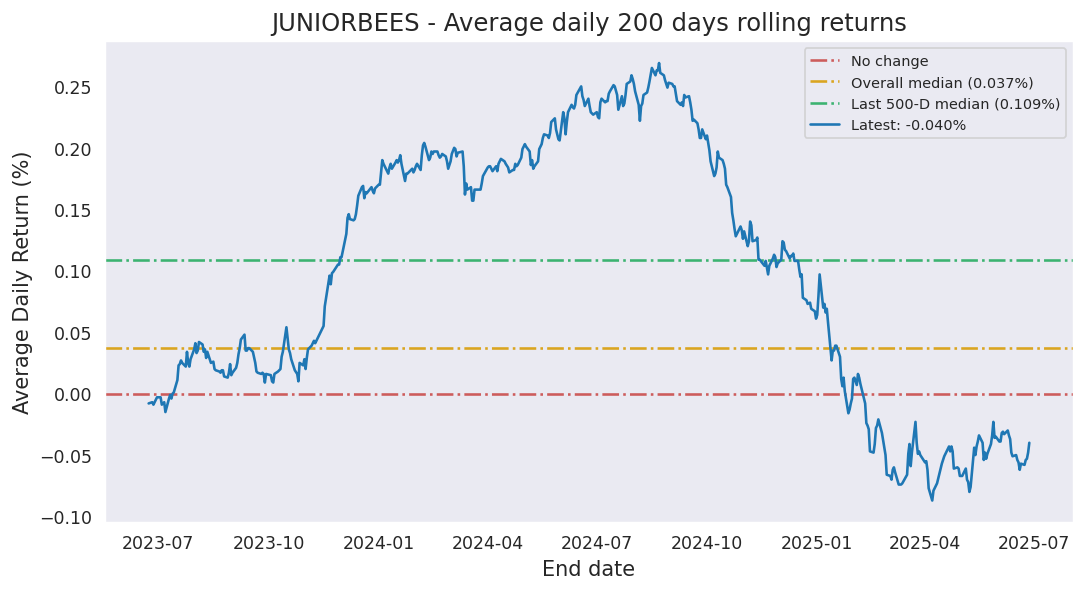 JUNIORBEES - Average daily 200 days rolling returns
No change
Overall median (0.037%)
Last 500-D median (0.109%)
Latest: -0.040%
Average Daily Return (%)
0.25
0.20
0.15
0.10
0.05
0.00
−0.05
−0.10
2023-07 2023-10 2024-01 2024-04 2024-07 2024-10 2025-01 2025-04 2025-07
End date